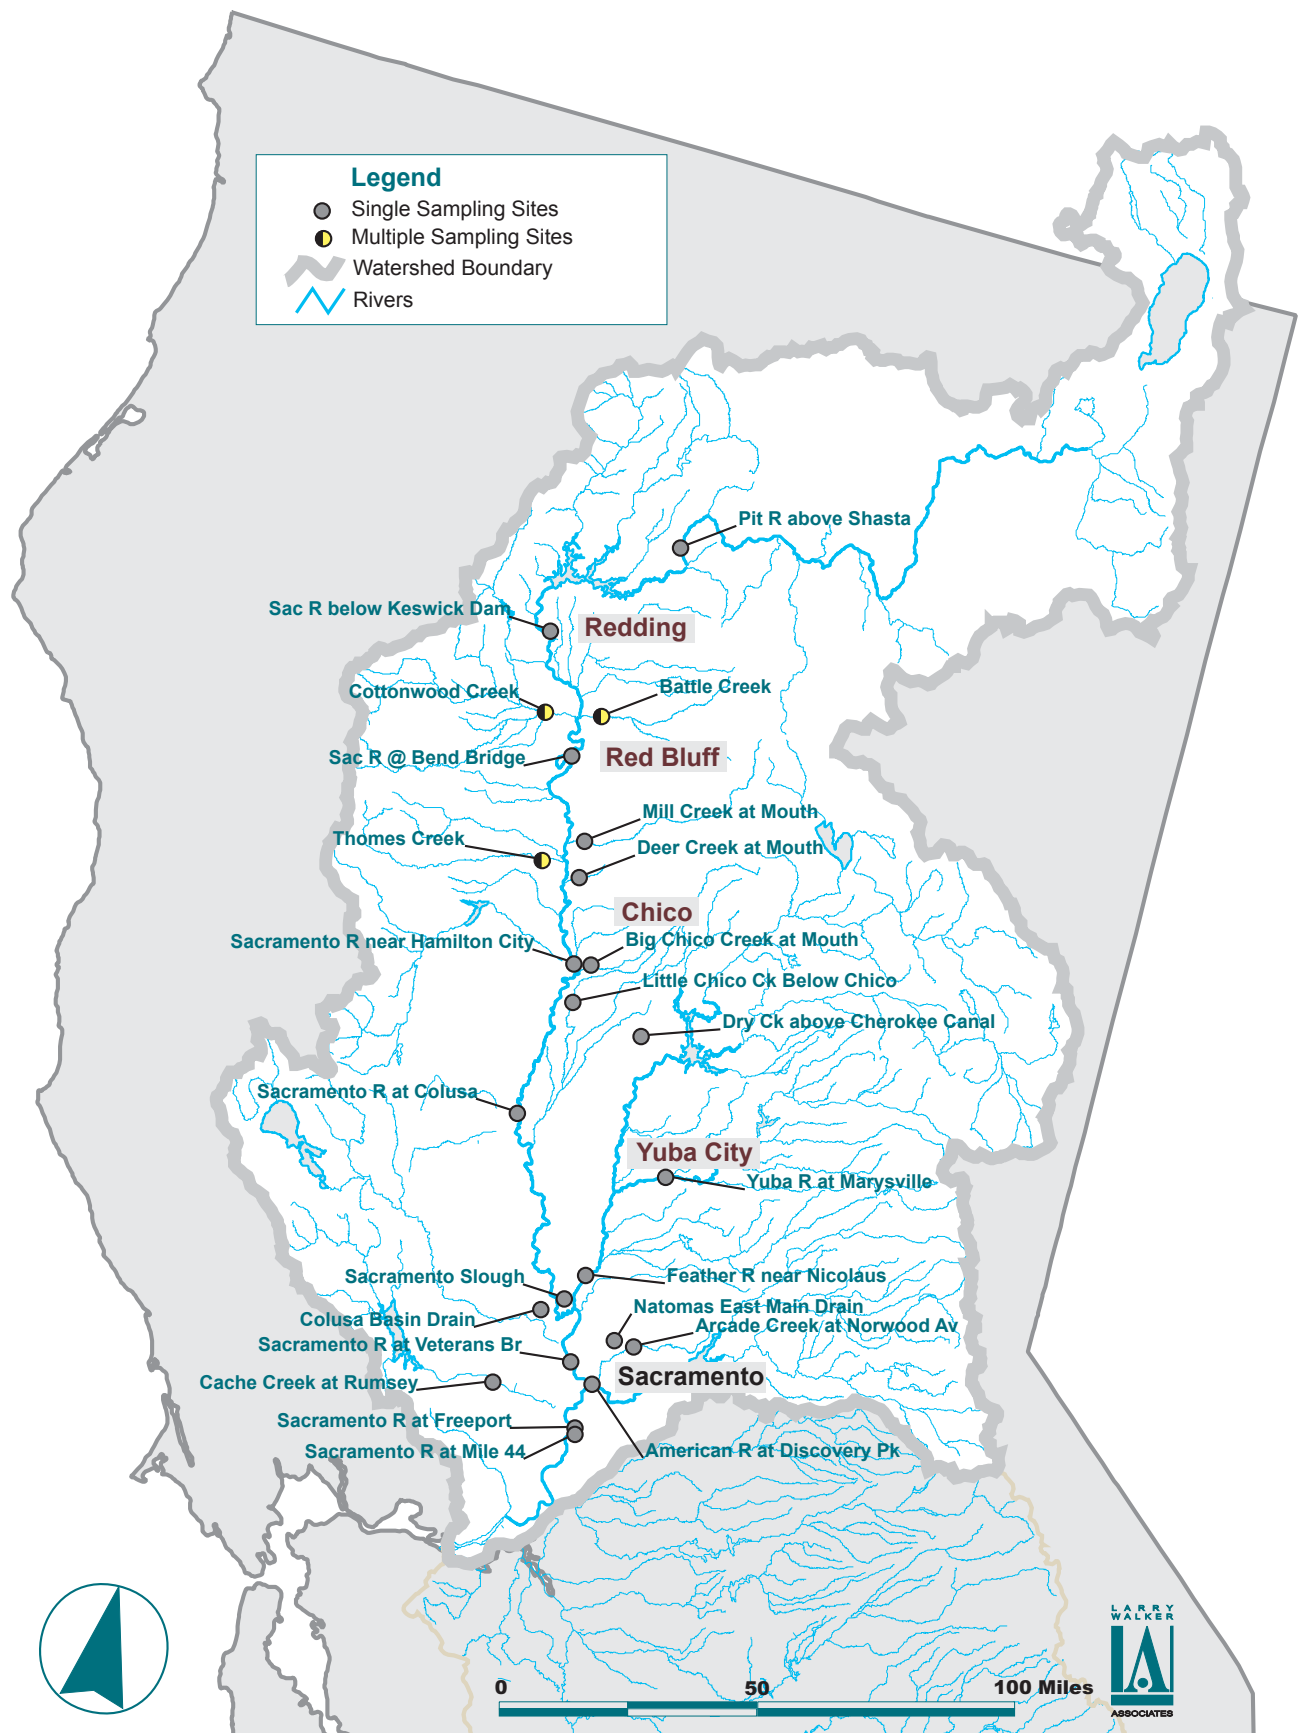 Legend
Single Sampling Sites
Multiple Sampling Sites
Watershed Boundary
Rivers
Pit R above Shasta
Sac R below Keswick Dam
Redding
Cottonwood Creek
Battle Creek
Sac R @ Bend Bridge
Red Bluff
Mill Creek at Mouth
Thomes Creek
Deer Creek at Mouth
Chico
Sacramento R near Hamilton City
Big Chico Creek at Mouth
Little Chico Ck Below Chico
Dry Ck above Cherokee Canal
Sacramento R at Colusa
Yuba City
Yuba R at Marysville
Sacramento Slough
Feather R near Nicolaus
Colusa Basin Drain
Natomas East Main Drain
Arcade Creek at Norwood Av
Sacramento R at Veterans Br
Cache Creek at Rumsey
Sacramento
Sacramento R at Freeport
Sacramento R at Mile 44
American R at Discovery Pk
0 50 100 Miles
LARRY
WALKER
ASSOCIATES